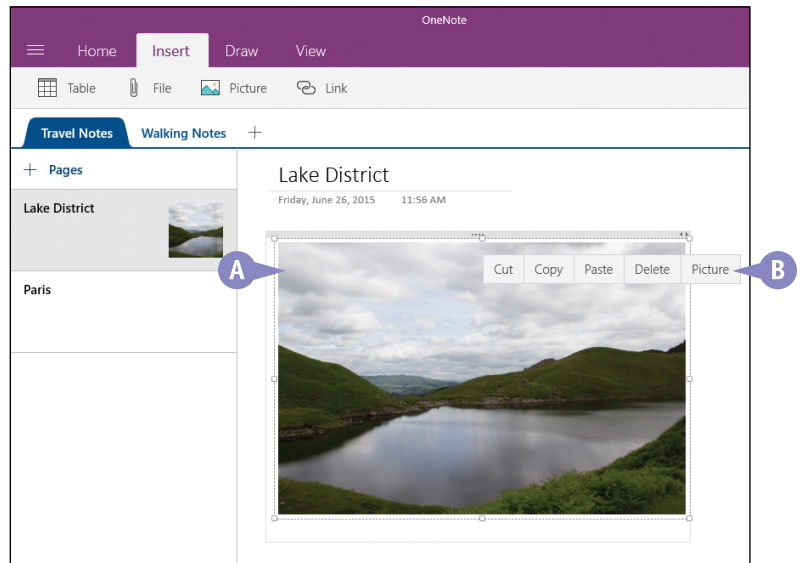 OneNote
Home Insert Draw View
Table File Picture Link
Travel Notes Walking Notes
Pages
Lake District
Friday, June 26, 2015 11:56 AM
Lake District
Paris
A
Cut Copy Paste Delete Picture
B